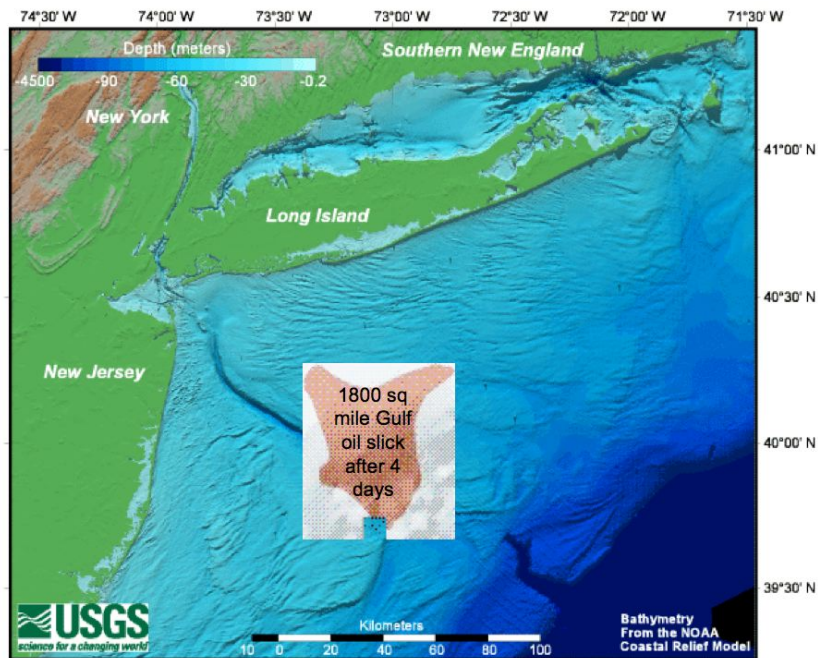 74°30' W 74°00' W 73°30' W 73°00' W 72°30' W 72°00' W 71°30' W
Depth (meters)
-4500 -90 -60 -30 -0.2
Southern New England
New York
41°00' N
Long Island
40°30' N
New Jersey
1800 sq
mile Gulf
oil slick
after 4
days
40°00' N
39°30' N
USGS
science for a changing world
Kilometers
10 0 20 40 60 80 100
Bathymetry
From the NOAA
Coastal Relief Model